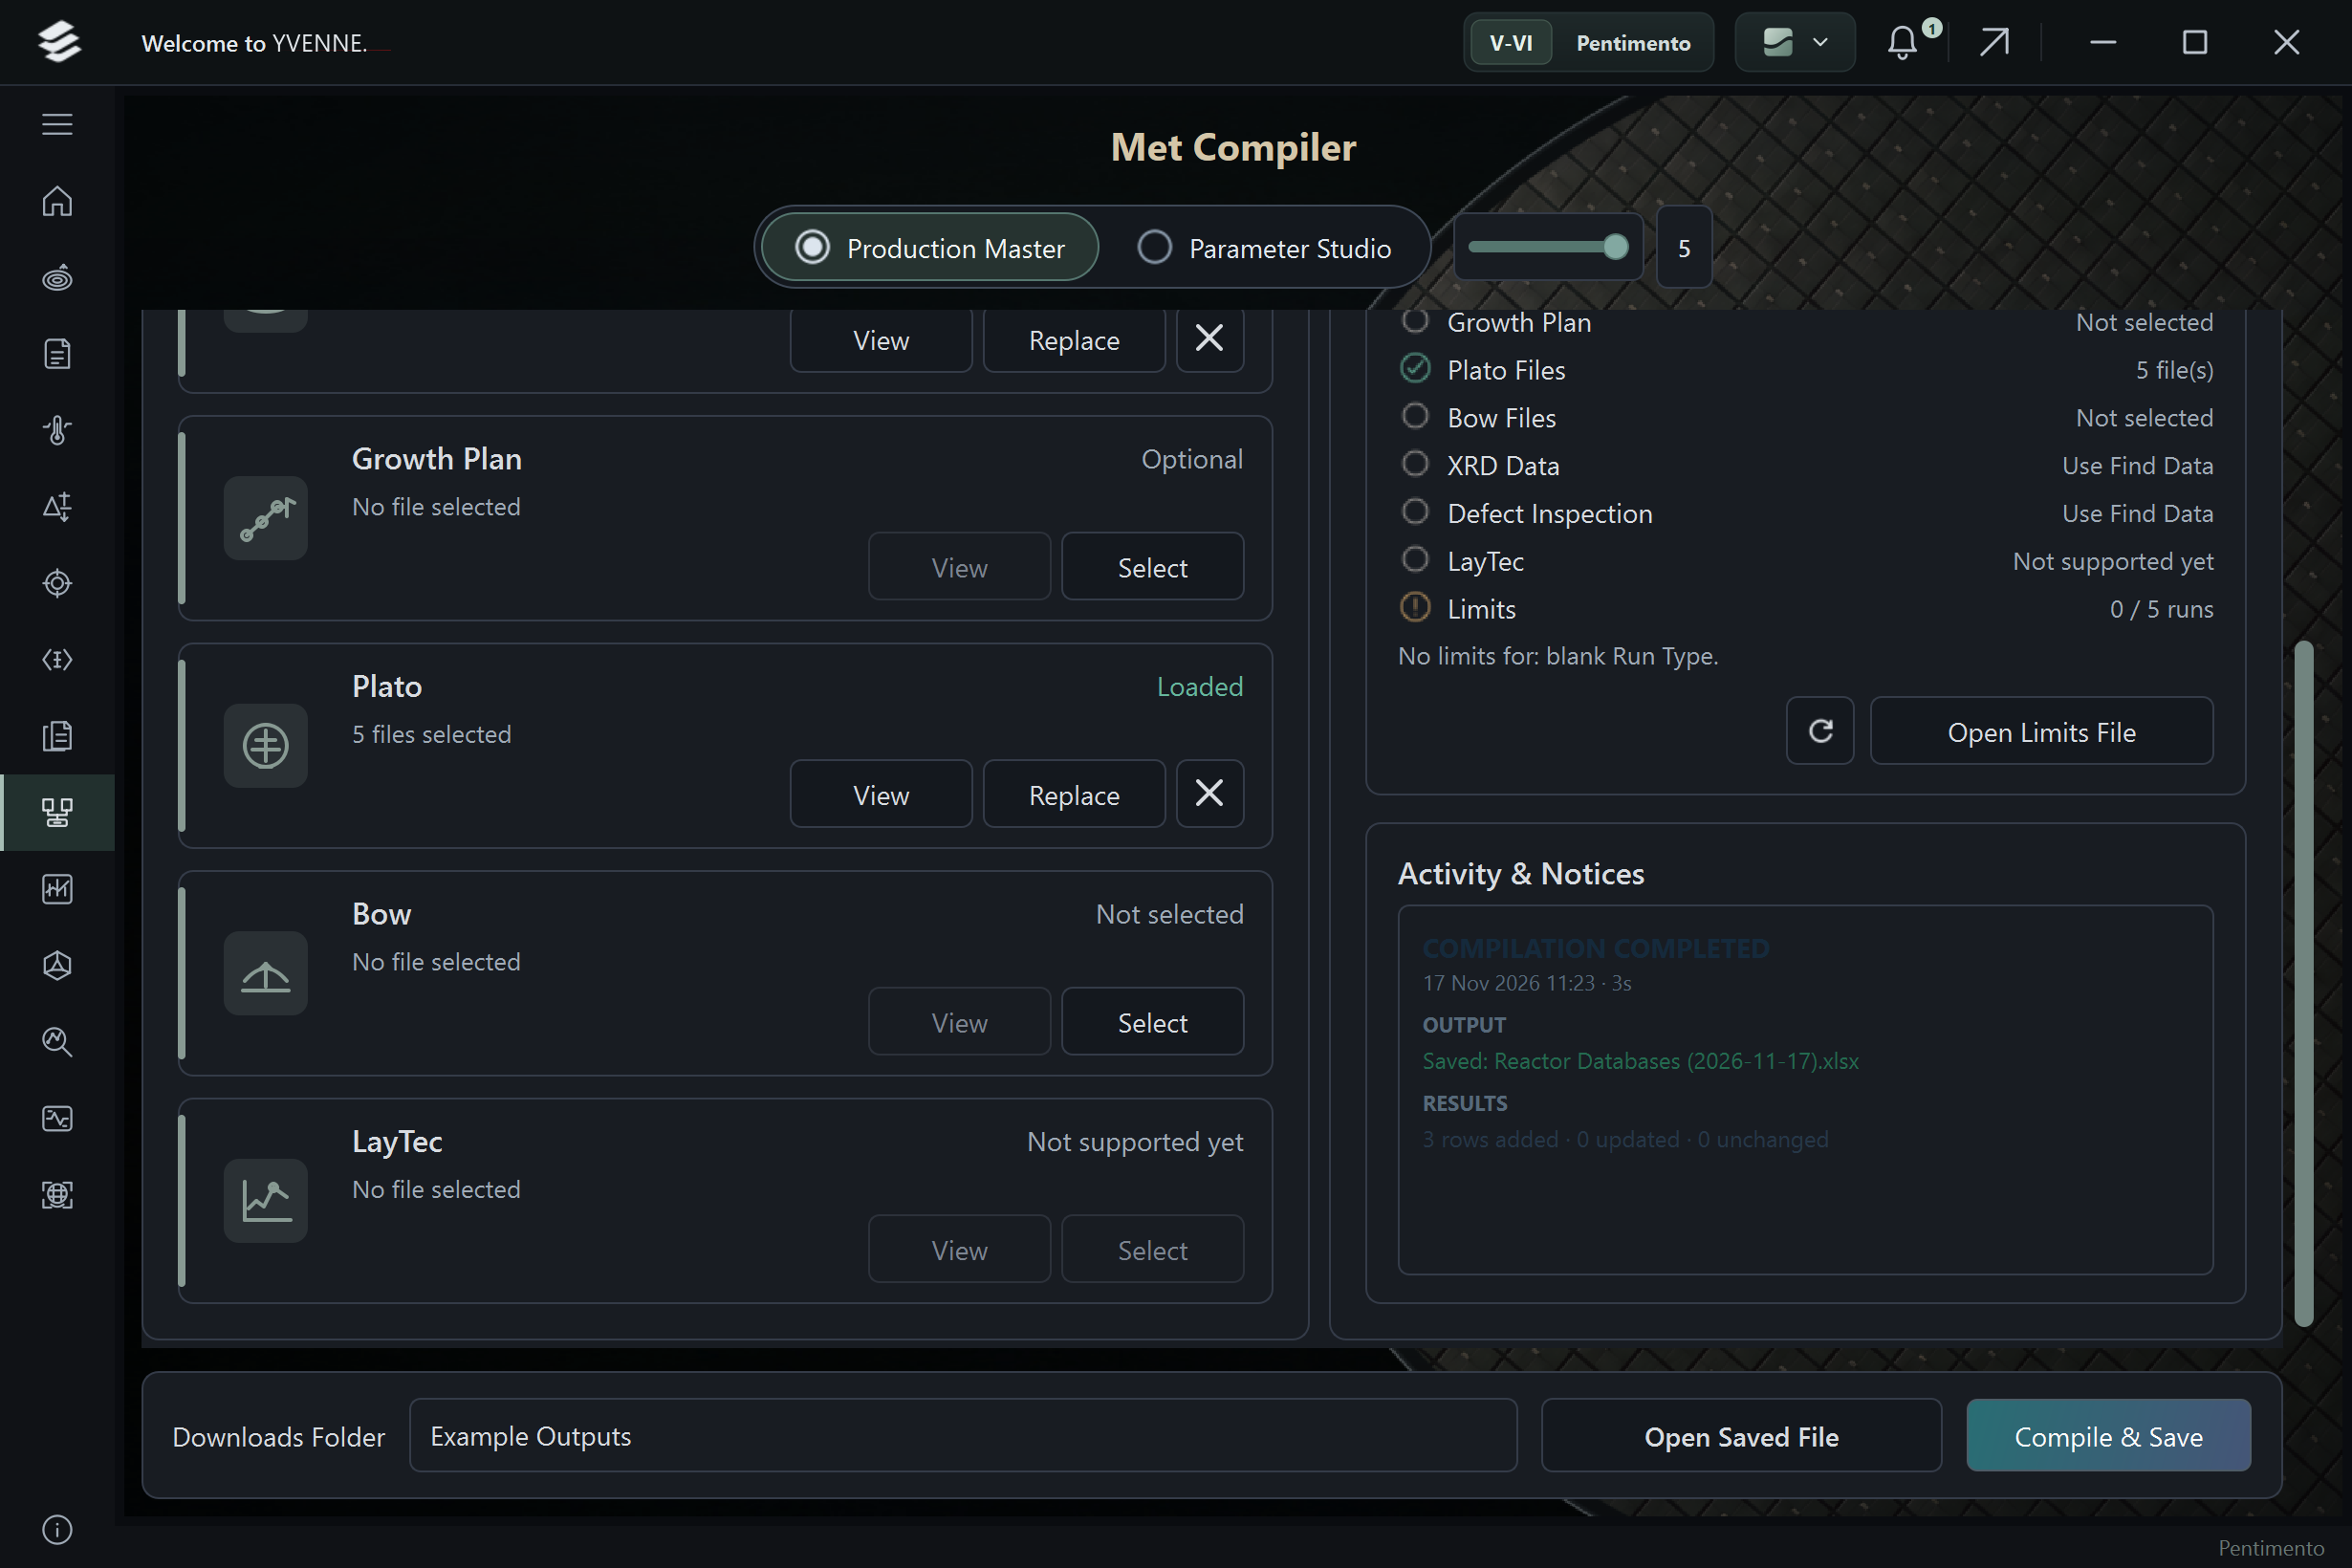 Welcome to YVENNE.
V-VI
Pentimento
1
Met Compiler
Production Master
Parameter Studio
5
View
Replace
Growth Plan
Optional
No file selected
View
Select
Plato
Loaded
5 files selected
View
Replace
Bow
Not selected
No file selected
View
Select
LayTec
Not supported yet
No file selected
View
Select
Growth Plan
Not selected
Plato Files
5 file(s)
Bow Files
Not selected
XRD Data
Use Find Data
Defect Inspection
Use Find Data
LayTec
Not supported yet
Limits
0 / 5 runs
No limits for: blank Run Type.
Open Limits File
Activity & Notices
COMPILATION COMPLETED
17 Nov 2026 11:23 · 3s
OUTPUT
Saved: Reactor Databases (2026-11-17).xlsx
RESULTS
3 rows added · 0 updated · 0 unchanged
Downloads Folder
Example Outputs
Open Saved File
Compile & Save
Pentimento